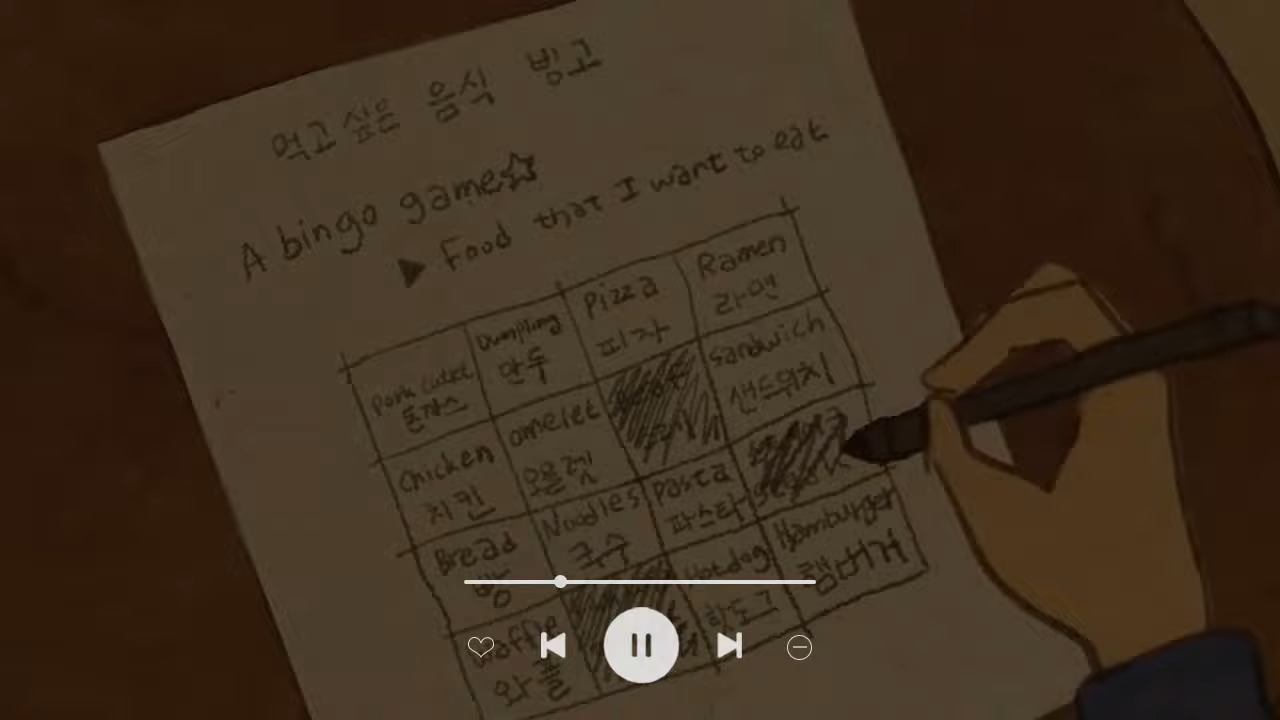 먹고 싶은 음식 빙고
A bingo game☆
▶ Food that I want to eat
Pork cutlet
돈까스
Dumpling
만두
Pizza
피자
Ramen
라멘
Chicken
치킨
omelet
오믈렛
Sandwich
샌드위치
Bread
빵
Noodles
국수
Pasta
파스타
Waffle
와플
Hotdog
핫도그
Hamburger
햄버거